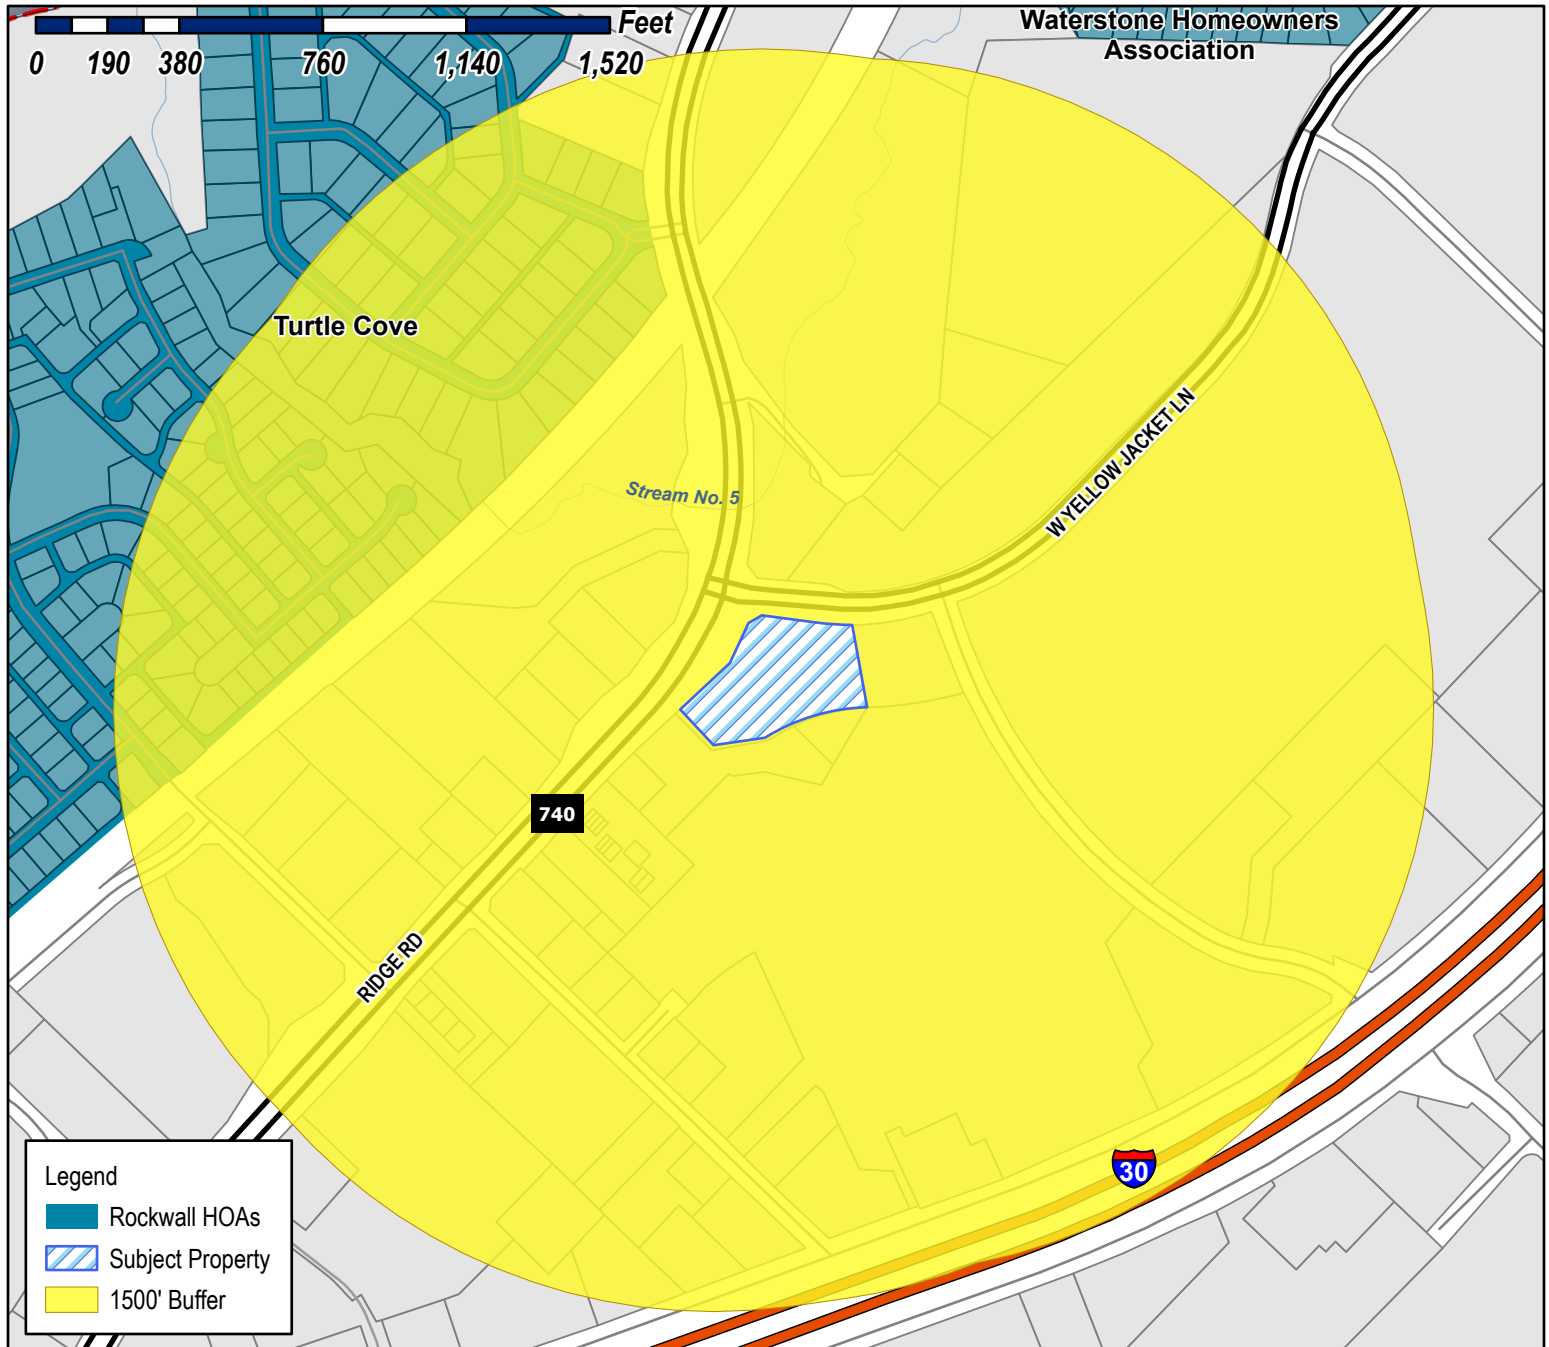 Feet
0 190 380 760 1,140 1,520
Waterstone Homeowners
Association
Turtle Cove
Stream No. 5
W YELLOW JACKET LN
740
RIDGE RD
30
Legend
Rockwall HOAs
Subject Property
1500' Buffer